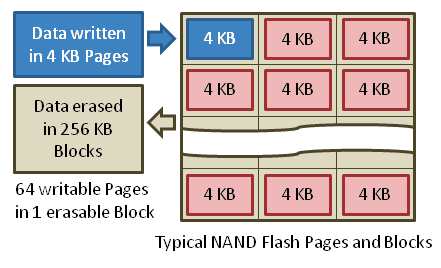 Data written
in 4 KB Pages
4 KB 4 KB 4 KB
4 KB 4 KB 4 KB
Data erased
in 256 KB
Blocks
4 KB 4 KB 4 KB
64 writable Pages
in 1 erasable Block
Typical NAND Flash Pages and Blocks